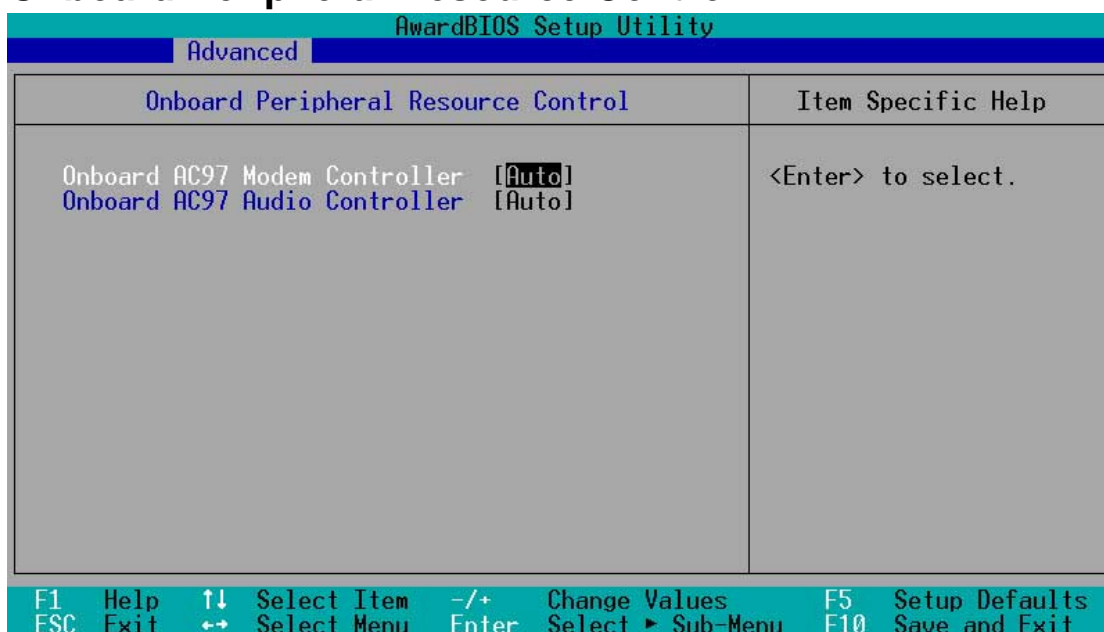 AwardBIOS Setup Utility
Advanced
Onboard Peripheral Resource Control
Item Specific Help
Onboard AC97 Modem Controller [Auto]
Onboard AC97 Audio Controller [Auto]
<Enter> to select.
F1 Help ↑↓ Select Item -/+ Change Values F5 Setup Defaults
ESC Exit ←→ Select Menu Enter Select ► Sub-Menu F10 Save and Exit